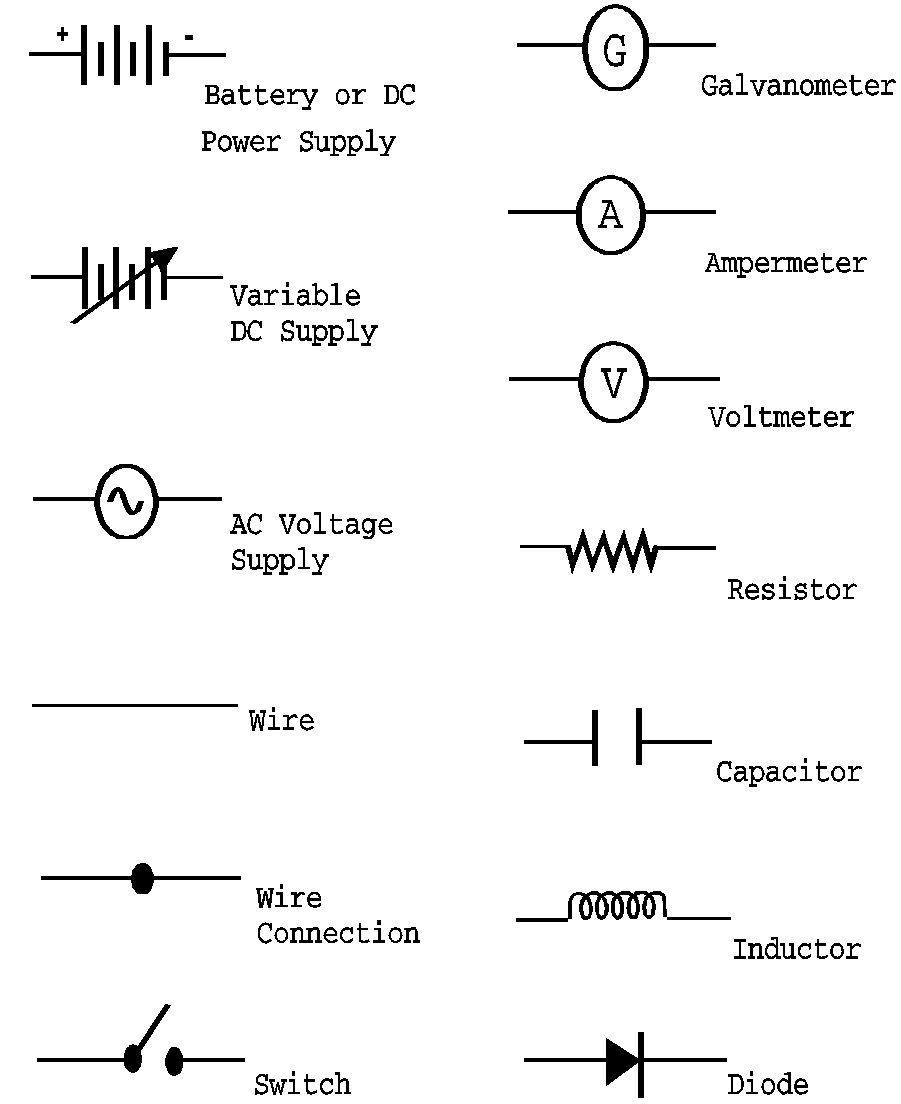 + -
Battery or DC
Power Supply
Variable
DC Supply
AC Voltage
Supply
Wire
Wire
Connection
Switch
G
Galvanometer
A
Ampermeter
V
Voltmeter
Resistor
Capacitor
Inductor
Diode